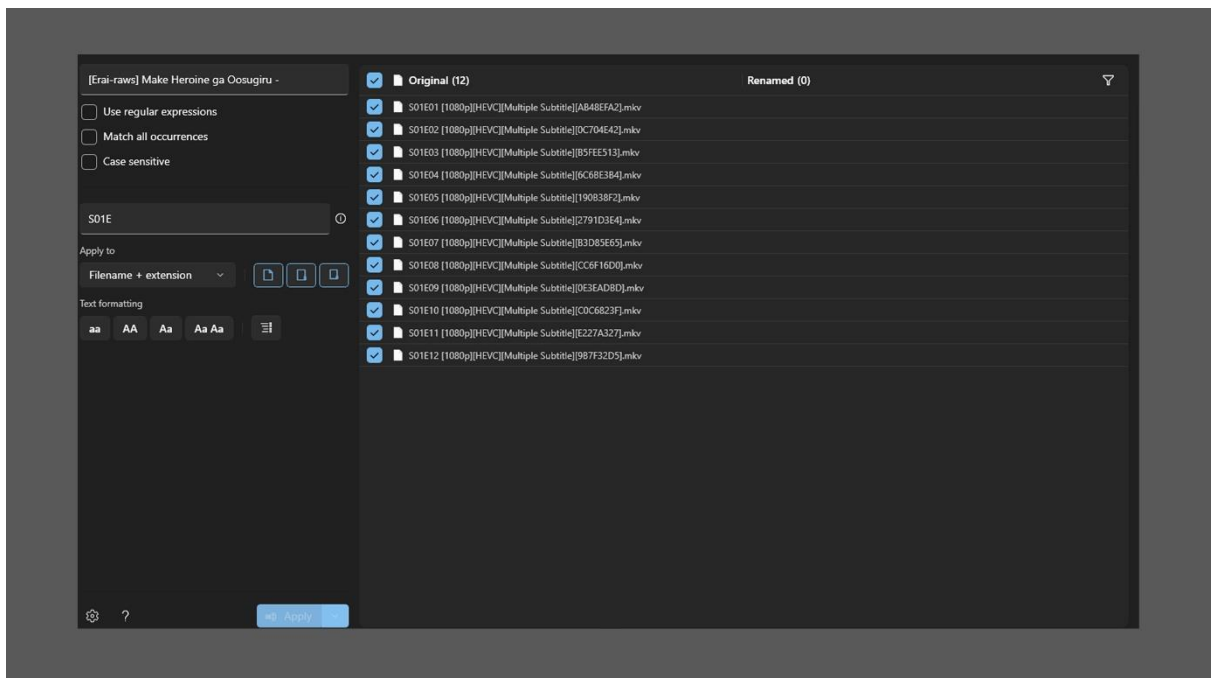 [Erai-raws] Make Heroine ga Oosugiru -
Use regular expressions
Match all occurrences
Case sensitive
S01E
Apply to
Filename + extension
Text formatting
aa AA Aa Aa Aa
? Apply
Original (12) Renamed (0)
S01E01 [1080p][HEVC][Multiple Subtitle][AB48EFA2].mkv
S01E02 [1080p][HEVC][Multiple Subtitle][0C704E42].mkv
S01E03 [1080p][HEVC][Multiple Subtitle][B5FEE513].mkv
S01E04 [1080p][HEVC][Multiple Subtitle][6C6BE3B4].mkv
S01E05 [1080p][HEVC][Multiple Subtitle][190B38F2].mkv
S01E06 [1080p][HEVC][Multiple Subtitle][2791D3E4].mkv
S01E07 [1080p][HEVC][Multiple Subtitle][B3D85E65].mkv
S01E08 [1080p][HEVC][Multiple Subtitle][CC6F16D0].mkv
S01E09 [1080p][HEVC][Multiple Subtitle][0E3EAD8D].mkv
S01E10 [1080p][HEVC][Multiple Subtitle][C0C6823F].mkv
S01E11 [1080p][HEVC][Multiple Subtitle][E227A327].mkv
S01E12 [1080p][HEVC][Multiple Subtitle][987F32D5].mkv